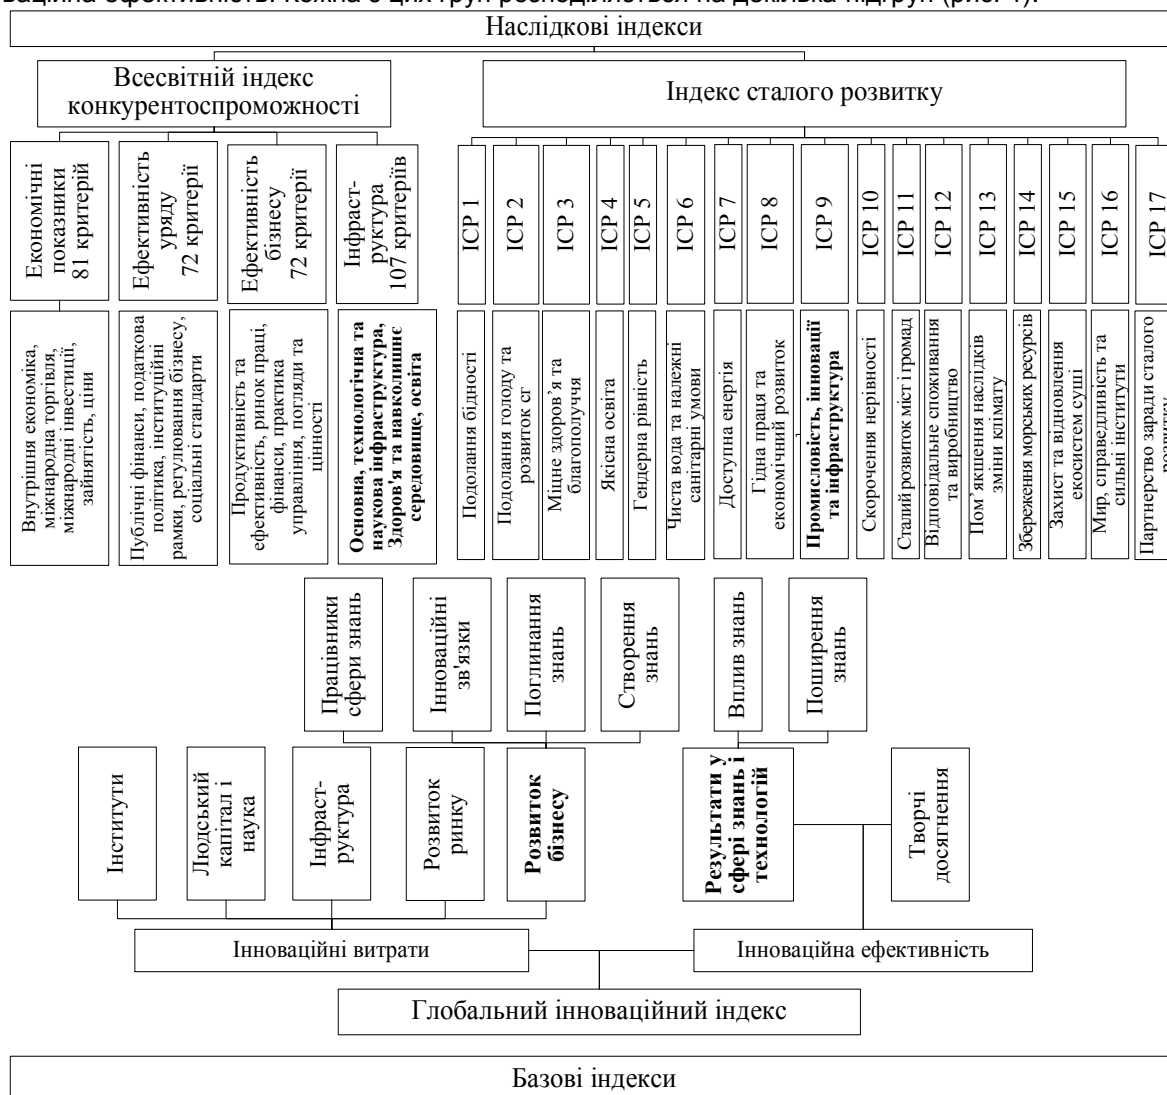 ваційна ефективність. Кожна з цих груп розподіляється на декілька підгруп (рис. 1).
Наслідкові індекси
Всесвітній індекс
конкурентоспроможності
Індекс сталого розвитку
Економічні
показники
81 критерій
Ефективність
уряду
72 критерії
Ефективність
бізнесу
72 критерії
Інфраст-
руктура
107 критеріїв
ІСР 1
ІСР 2
ІСР 3
ІСР 4
ІСР 5
ІСР 6
ІСР 7
ІСР 8
ІСР 9
ІСР 10
ІСР 11
ІСР 12
ІСР 13
ІСР 14
ІСР 15
ІСР 16
ІСР 17
Внутрішня економіка,
міжнародна торгівля,
міжнародні інвестиції,
зайнятість, ціни
Публічні фінанси, податкова
політика, інституційні
рамки, регулювання бізнесу,
соціальні стандарти
Продуктивність та
ефективність, ринок праці,
фінанси, практика
управління, погляди та
цінності
Основна, технологічна та
наукова інфраструктура,
Здоров'я та навколишнє
середовище, освіта
Подолання бідності
Подолання голоду та
розвиток сг
Міцне здоров’я та
благополуччя
Якісна освіта
Гендерна рівність
Чиста вода та належні
санітарні умови
Доступна енергія
Гідна праця та
економічний розвиток
Промисловість, інновації
та інфраструктура
Скорочення нерівності
Сталий розвиток міст і громад
Відповідальне споживання
та виробництво
Пом’якшення наслідків
зміни клімату
Збереження морських ресурсів
Захист та відновлення
екосистем суші
Мир, справедливість та
сильні інститути
Партнерство заради сталого
розвитку
Працівники
сфери знань
Інноваційні
зв'язки
Поглинання
знань
Створення
знань
Вплив знань
Поширення
знань
Інститути
Людський
капітал і
наука
Інфраст-
руктура
Розвиток
ринку
Розвиток
бізнесу
Результати у
сфері знань і
технологій
Творчі
досягнення
Інноваційні витрати
Інноваційна ефективність
Глобальний інноваційний індекс
Базові індекси